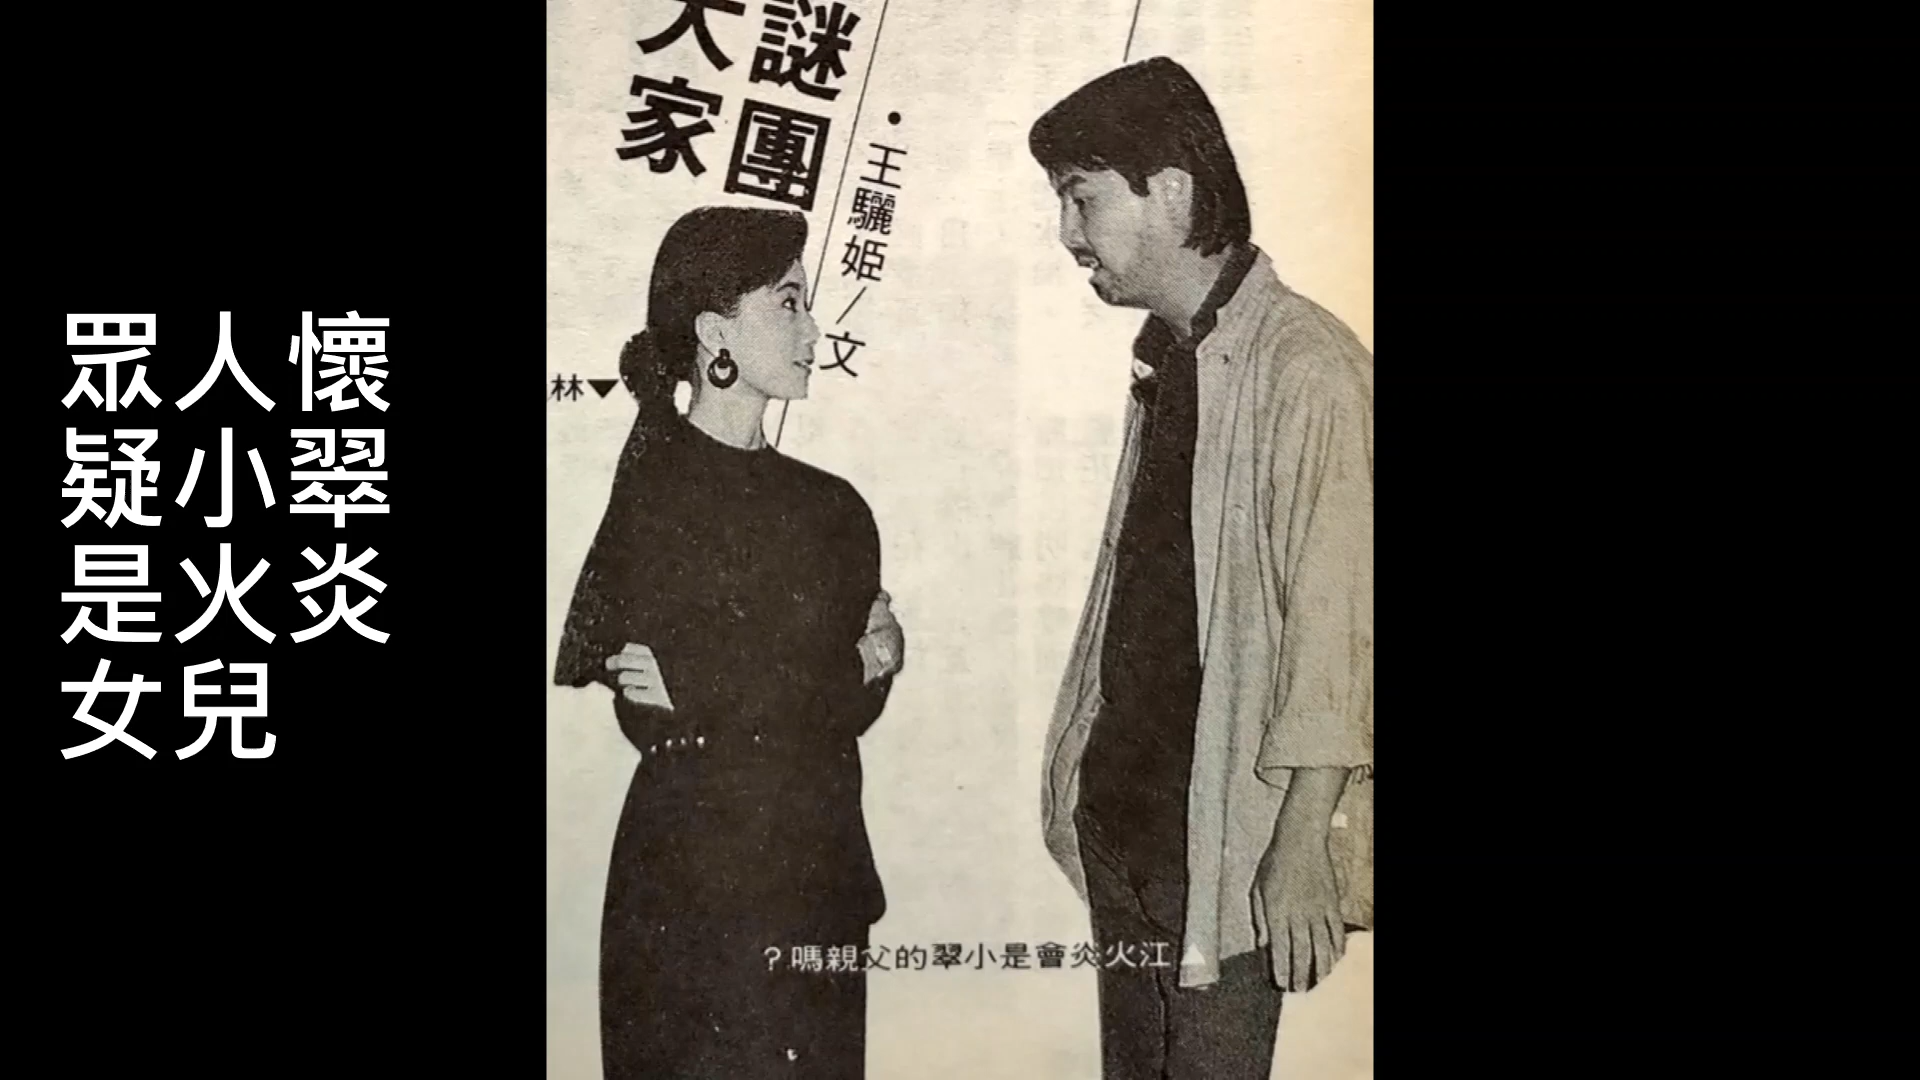 眾人懷
疑小翠
是火炎
女兒
謎團
大家
•王驪姬/文
林▼
▲江火炎會是小翠的父親嗎?